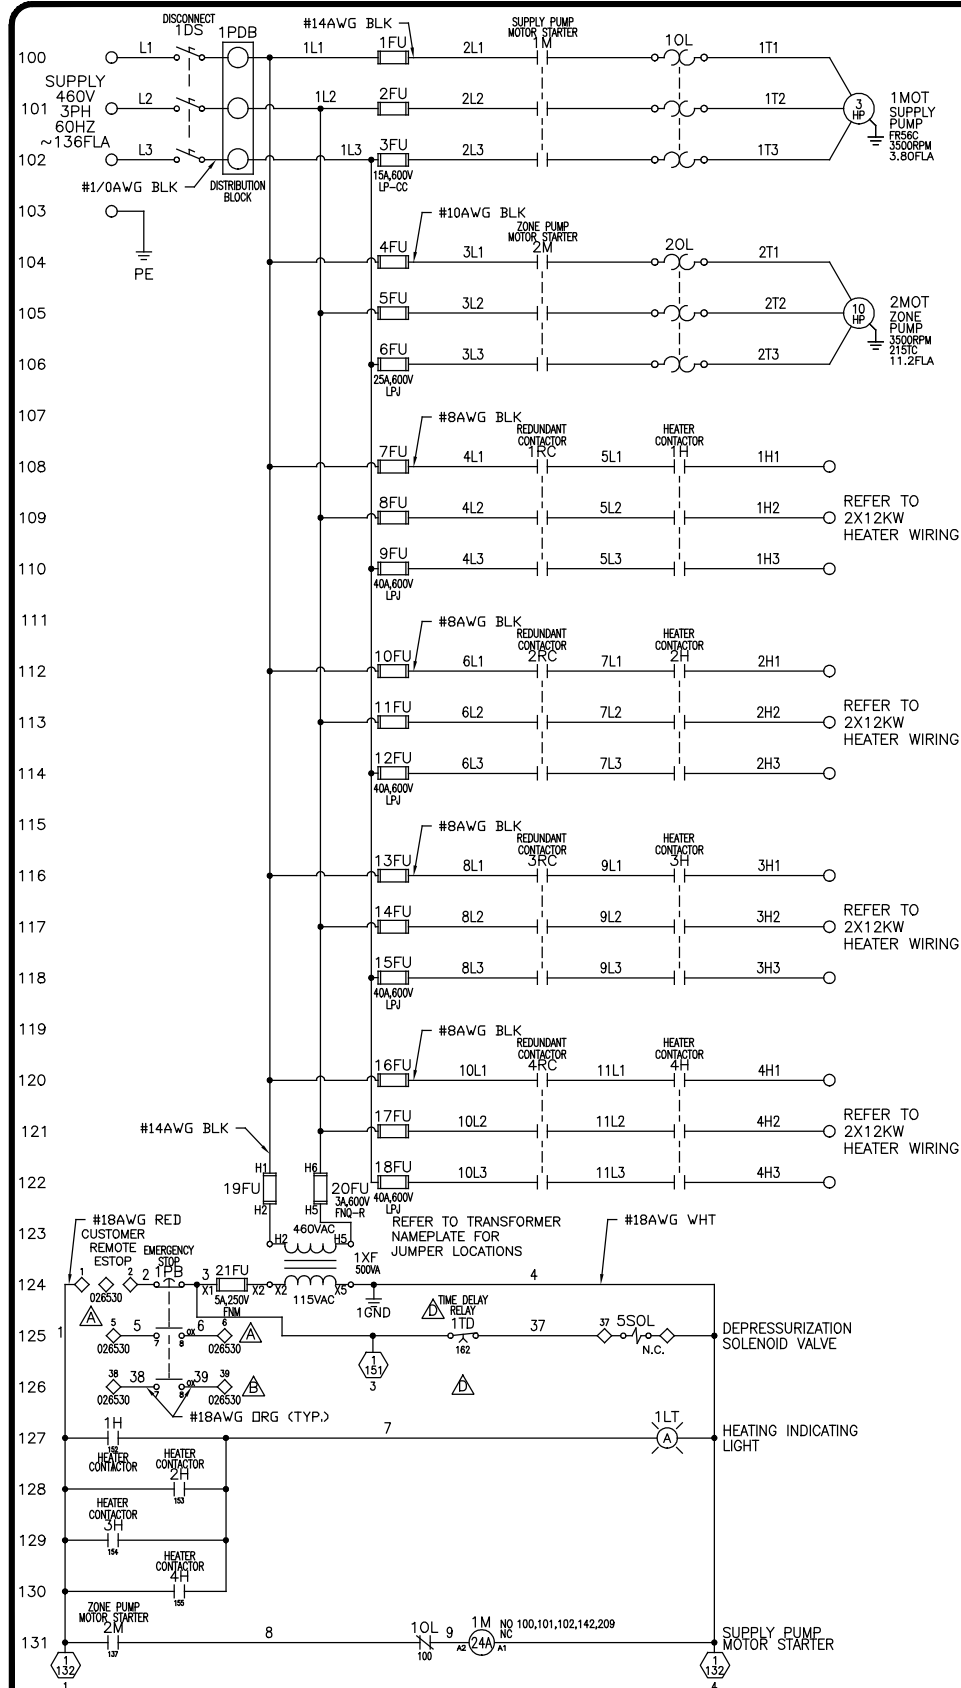 DISCONNECT
1DS 1PDB
#14AWG BLK
SUPPLY PUMP
MOTOR STARTER
1M
100 L1 1L1 1FU 2L1 1OL 1T1
SUPPLY
460V
3PH
60HZ
~136FLA
101 L2 1L2 2FU 2L2 1T2
3
HP
1MOT
SUPPLY
PUMP
FR56C
3500RPM
3.80FLA
102 L3 1L3 3FU 2L3 1T3
15A,600V
LP-CC
#1/0AWG BLK
DISTRIBUTION
BLOCK
103
PE
#10AWG BLK
ZONE PUMP
MOTOR STARTER
2M
104 4FU 3L1 2OL 2T1
105 5FU 3L2 2T2
10
HP
2MOT
ZONE
PUMP
3500RPM
215TC
11.2FLA
106 6FU 3L3 2T3
25A,600V
LPJ
107
#8AWG BLK
REDUNDANT
CONTACTOR
1RC
HEATER
CONTACTOR
1H
108 7FU 4L1 5L1 1H1
109 8FU 4L2 5L2 1H2
REFER TO
2X12KW
HEATER WIRING
110 9FU 4L3 5L3 1H3
40A,600V
LPJ
111
#8AWG BLK
REDUNDANT
CONTACTOR
2RC
HEATER
CONTACTOR
2H
112 10FU 6L1 7L1 2H1
113 11FU 6L2 7L2 2H2
REFER TO
2X12KW
HEATER WIRING
114 12FU 6L3 7L3 2H3
40A,600V
LPJ
115
#8AWG BLK
REDUNDANT
CONTACTOR
3RC
HEATER
CONTACTOR
3H
116 13FU 8L1 9L1 3H1
117 14FU 8L2 9L2 3H2
REFER TO
2X12KW
HEATER WIRING
118 15FU 8L3 9L3 3H3
40A,600V
LPJ
119
#8AWG BLK
REDUNDANT
CONTACTOR
4RC
HEATER
CONTACTOR
4H
120 16FU 10L1 11L1 4H1
121 #14AWG BLK 17FU 10L2 11L2 4H2
REFER TO
2X12KW
HEATER WIRING
122 H1 19FU H2 H6 20FU H5 18FU 10L3 11L3 4H3
3A,600V
FNQ-R
40A,600V
LPJ
123
#18AWG RED
460VAC
H2 H5
REFER TO TRANSFORMER
NAMEPLATE FOR
JUMPER LOCATIONS
#18AWG WHT
CUSTOMER
REMOTE
ESTOP
EMERGENCY
STOP
1PB
1XF
500VA
124 1 2 2 3 21FU X1 X2 X2 X5 4
026530
5A,250V
FNM
115VAC
1GND
A
D
TIME DELAY
RELAY
1TD
125 1 5 5 7 8 OX 6 6 A 162 37 37 5SOL
026530 026530
N.C.
DEPRESSURIZATION
SOLENOID VALVE
1
151
3
126 38 38 7 8 OX 39 39 B D
026530 026530
#18AWG ORG (TYP.)
127 1H 7 1LT A
152
HEATER
CONTACTOR
HEATING INDICATING
LIGHT
HEATER
CONTACTOR
128 2H
153
HEATER
CONTACTOR
129 3H
154
HEATER
CONTACTOR
130 4H
155
ZONE PUMP
MOTOR STARTER
131 2M 8 1OL 9 1M NO 100,101,102,142,209
NC
137 100 A2 24A A1
SUPPLY PUMP
MOTOR STARTER
1
132
1
1
132
4